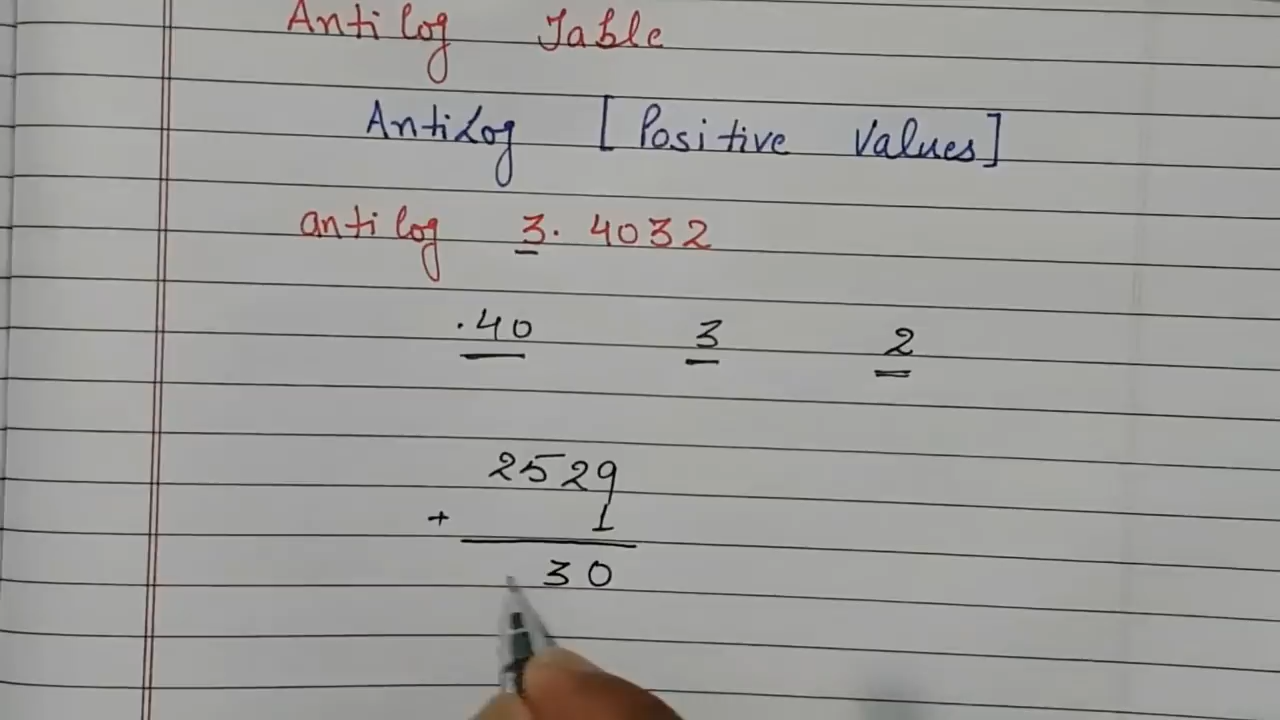 Antilog Table
AntiLog [Positive Values]
antilog 3.4032
.40 3 2
2529
+ 1
30